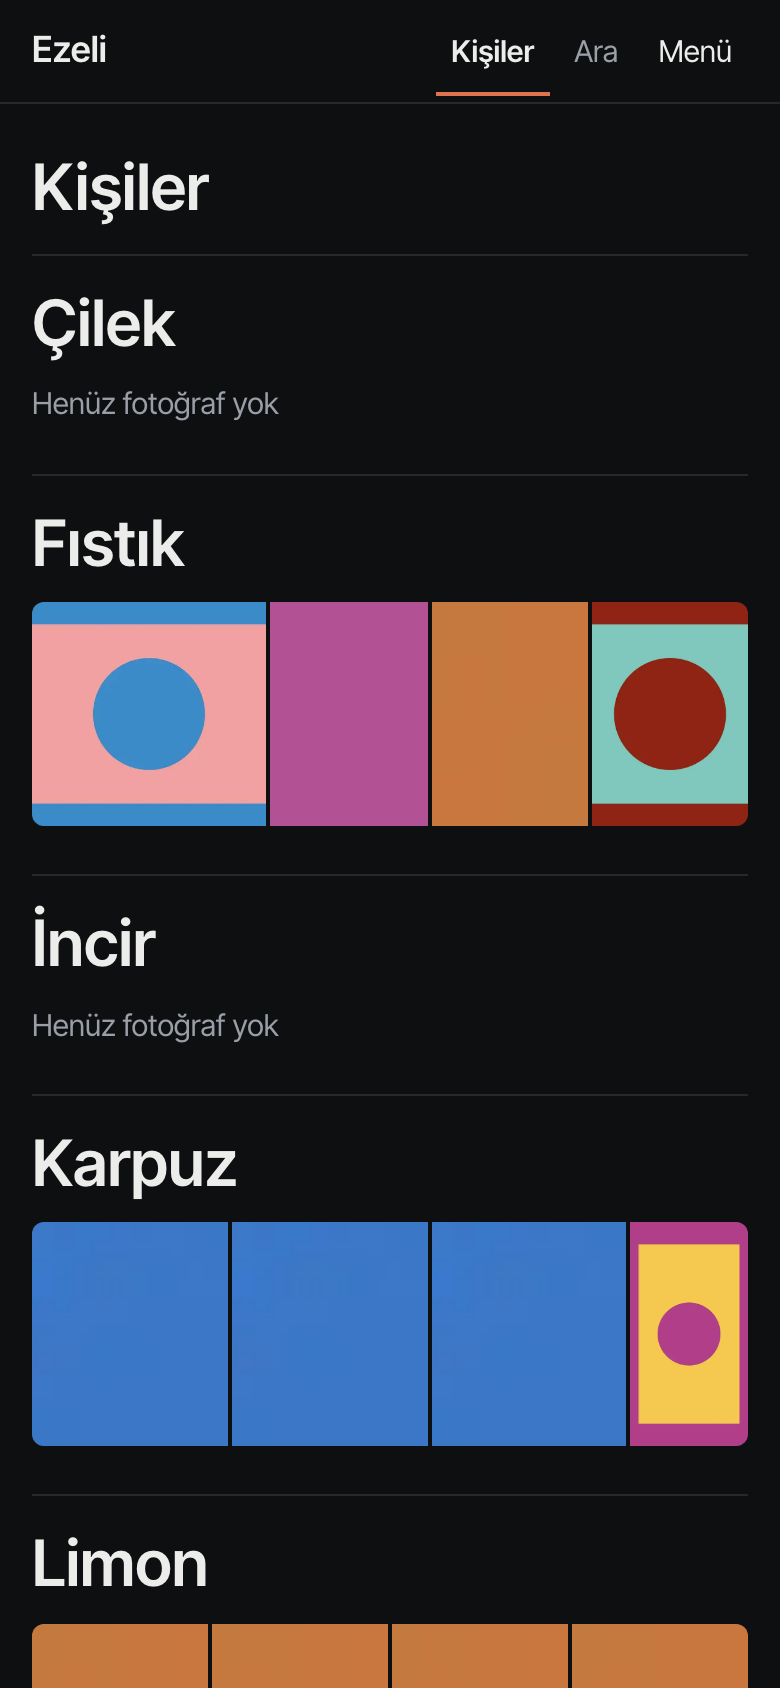 Ezeli
Kişiler Ara Menü
Kişiler
Çilek
Henüz fotoğraf yok
Fıstık
İncir
Henüz fotoğraf yok
Karpuz
Limon